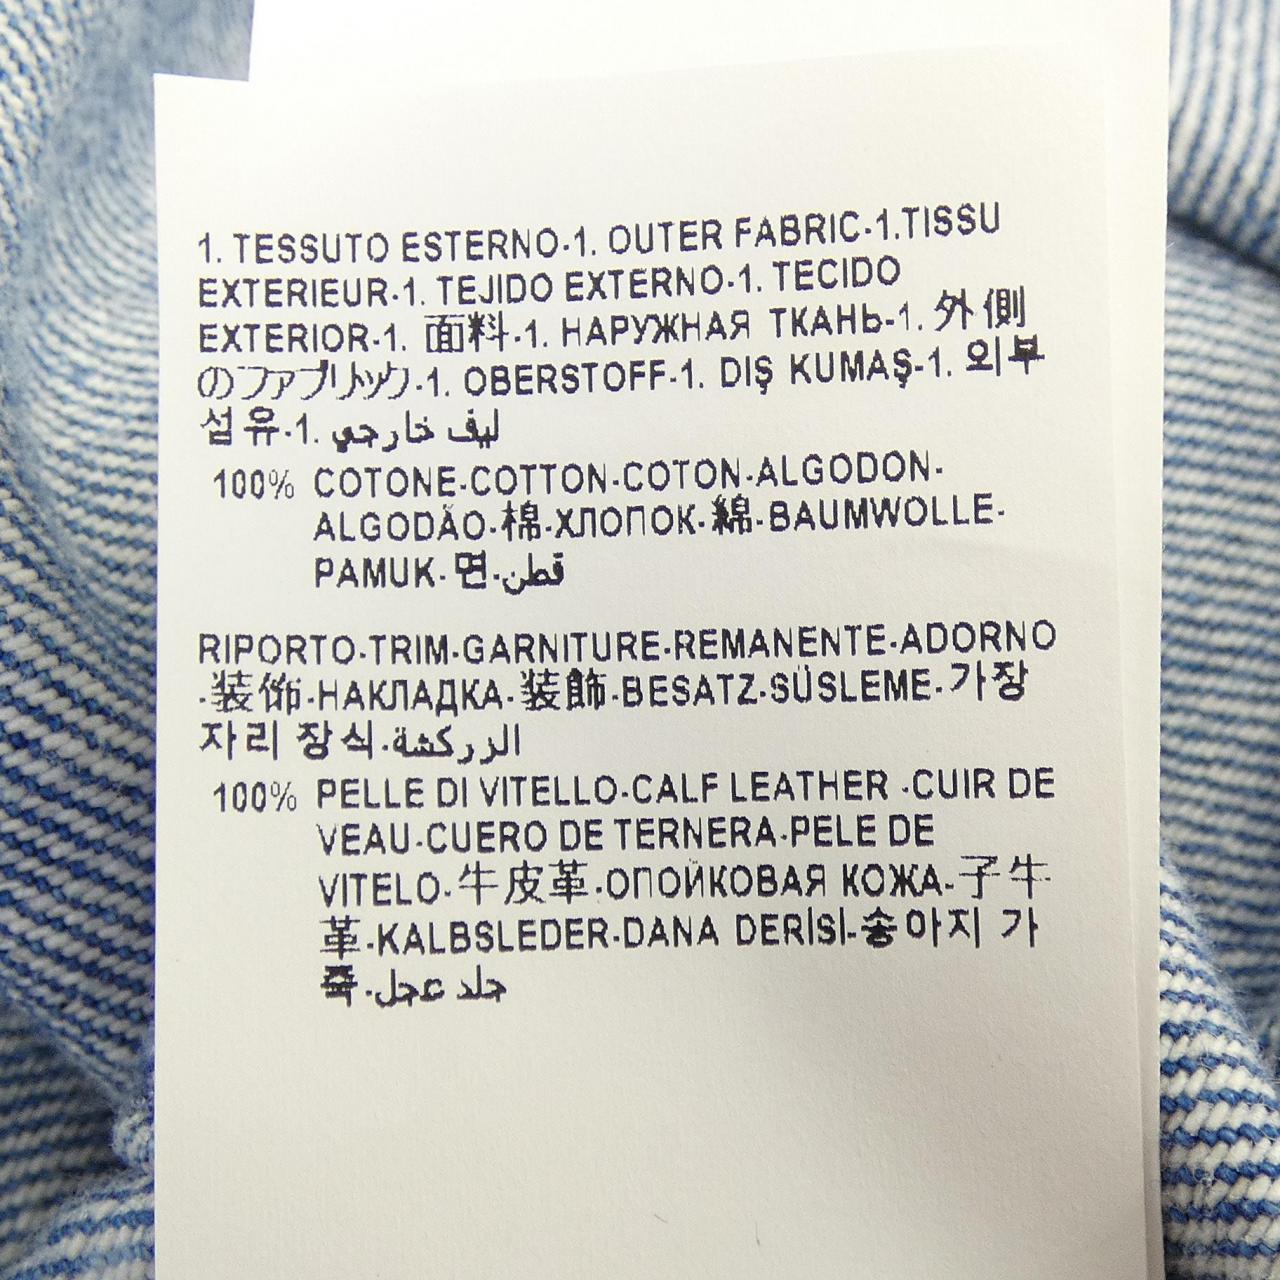 1. TESSUTO ESTERNO-1. OUTER FABRIC-1.TISSU
EXTERIEUR-1. TEJIDO EXTERNO-1. TECIDO
EXTERIOR-1. 面料-1. НАРУЖНАЯ ТКАНЬ-1. 外側
のファブリック-1. OBERSTOFF-1. DIŞ KUMAŞ-1. 외부
섬유-1. ليف خارجي
100% COTONE-COTTON-COTON-ALGODON-
ALGODÃO-棉-ХЛОПОК-綿-BAUMWOLLE-
PAMUK-면-قطن
RIPORTO-TRIM-GARNITURE-REMANENTE-ADORNO
-装饰-НАКЛАДКА-装飾-BESATZ-SÜSLEME-가장
자리 장식-الزركشة
100% PELLE DI VITELLO-CALF LEATHER -CUIR DE
VEAU-CUERO DE TERNERA-PELE DE
VITELO-牛皮革-ОПОЙКОВАЯ КОЖА-子牛
革-KALBSLEDER-DANA DERİSİ-송아지 가
죽-جلد عجل